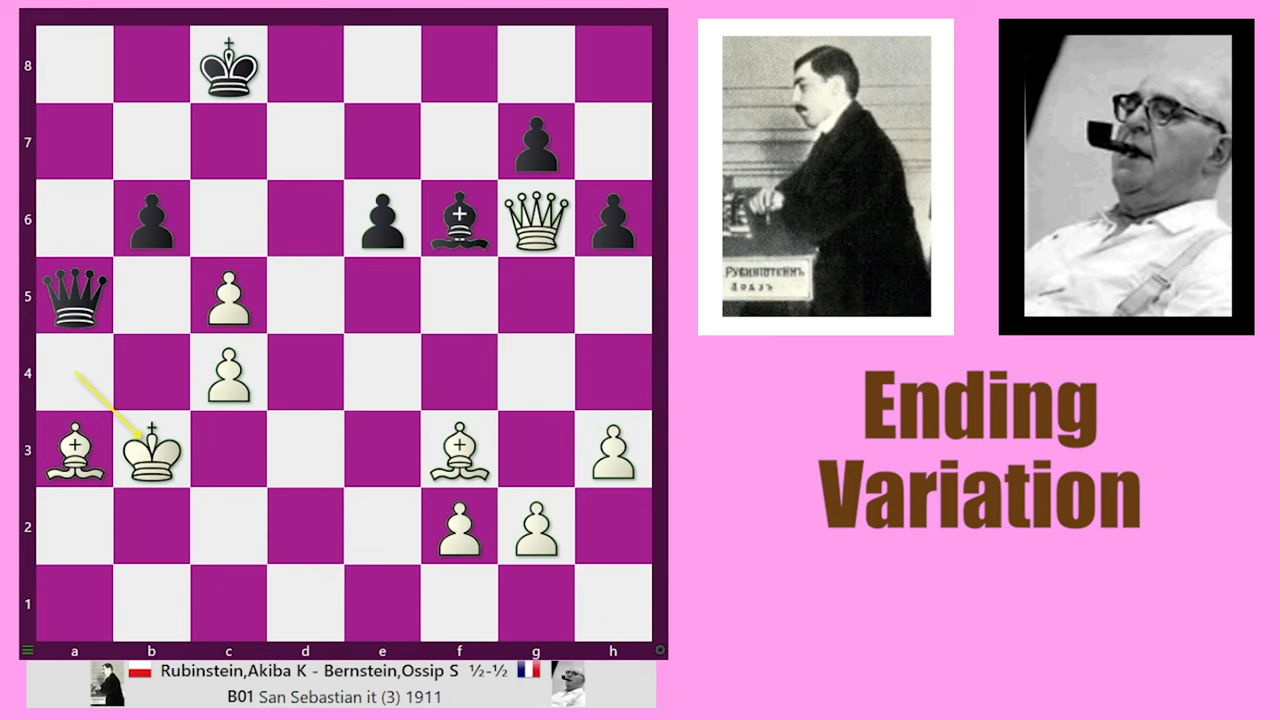 8
7
6
5
4
3
2
1
a b c d e f g h
Rubinstein,Akiba K - Bernstein,Ossip S ½-½
B01 San Sebastian it (3) 1911
РУБИНШТЕЙНЪ
Лодзь
Ending
Variation